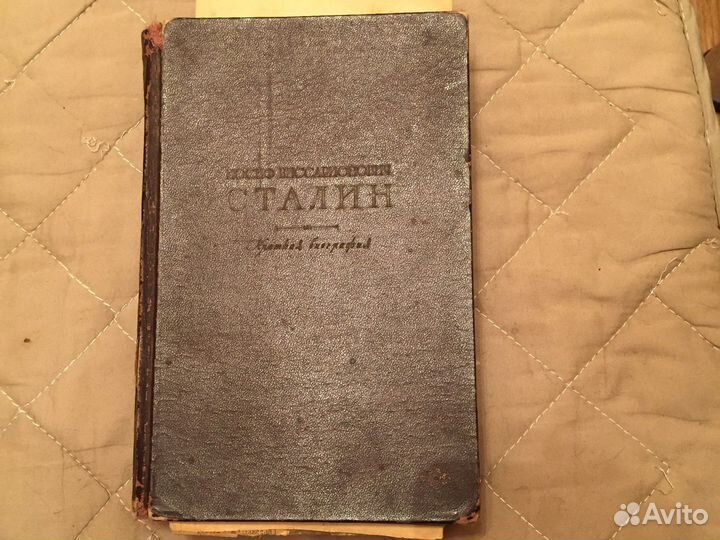 ИОСИФ ВИССАРИОНОВИЧ
СТАЛИН
Краткая биография
Avito